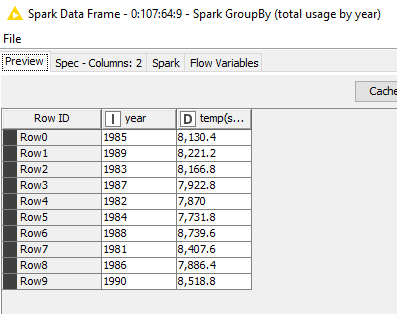 Spark Data Frame - 0:107:64:9 - Spark GroupBy (total usage by year)
File
Preview Spec - Columns: 2 Spark Flow Variables
Cache
Row ID I year D temp(s...
Row0 1985 8,130.4
Row1 1989 8,221.2
Row2 1983 8,166.8
Row3 1987 7,922.8
Row4 1982 7,870
Row5 1984 7,731.8
Row6 1988 8,739.6
Row7 1981 8,407.6
Row8 1986 7,886.4
Row9 1990 8,518.8